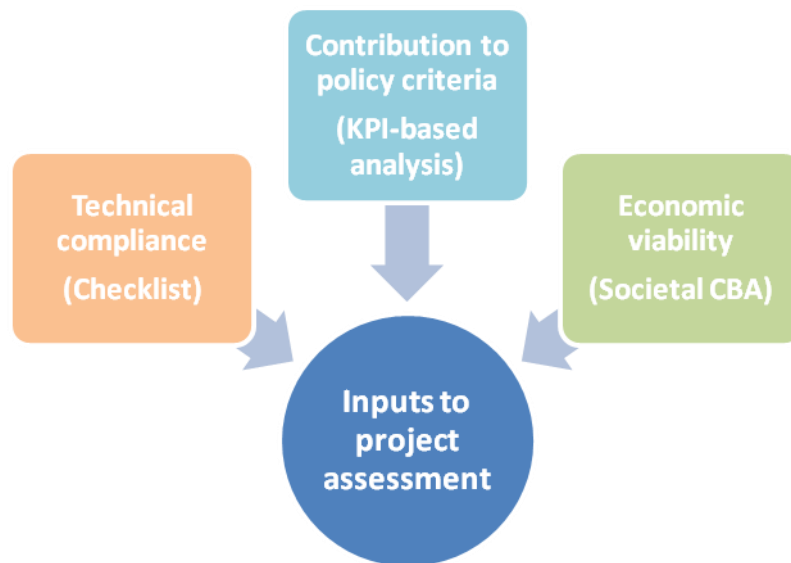 Contribution to
policy criteria
(KPI-based
analysis)
Technical
compliance
(Checklist)
Economic
viability
(Societal CBA)
Inputs to
project
assessment